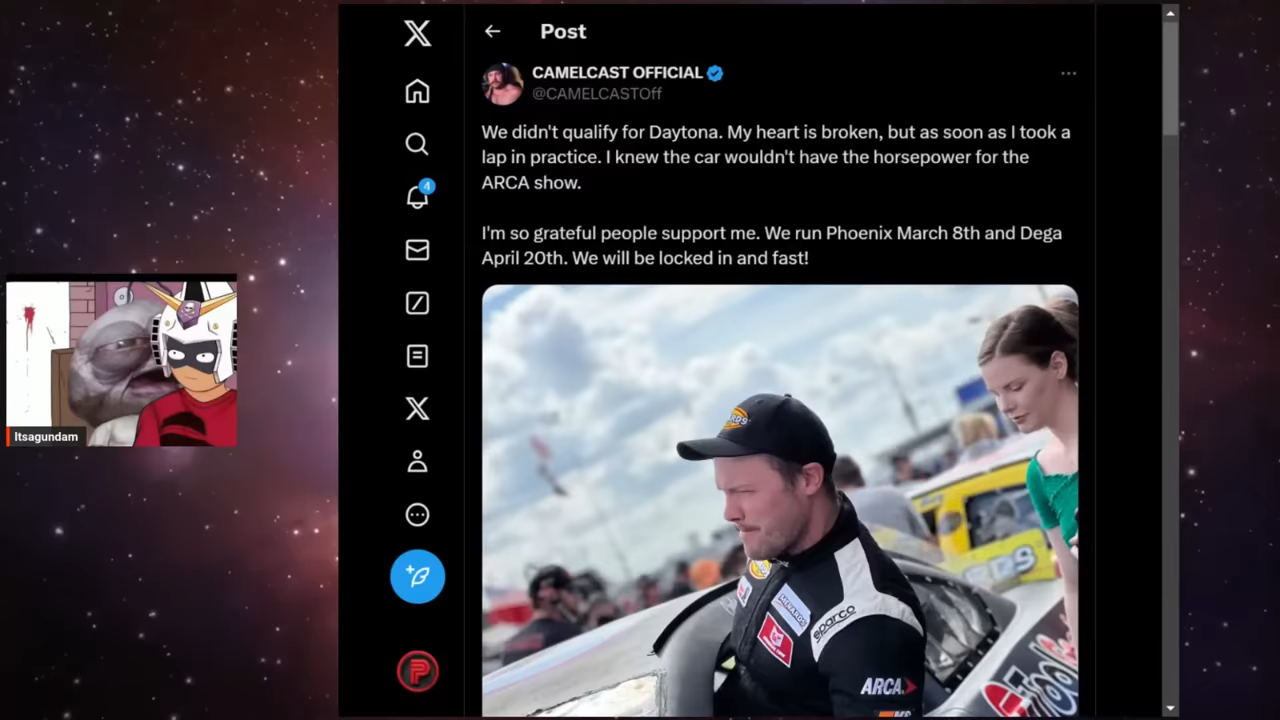 Post
CAMELCAST OFFICIAL
@CAMELCASTOff
We didn't qualify for Daytona. My heart is broken, but as soon as I took a
lap in practice. I knew the car wouldn't have the horsepower for the
ARCA show.
I'm so grateful people support me. We run Phoenix March 8th and Dega
April 20th. We will be locked in and fast!
4
Itsagundam
MENARDS
sparco
ARCA